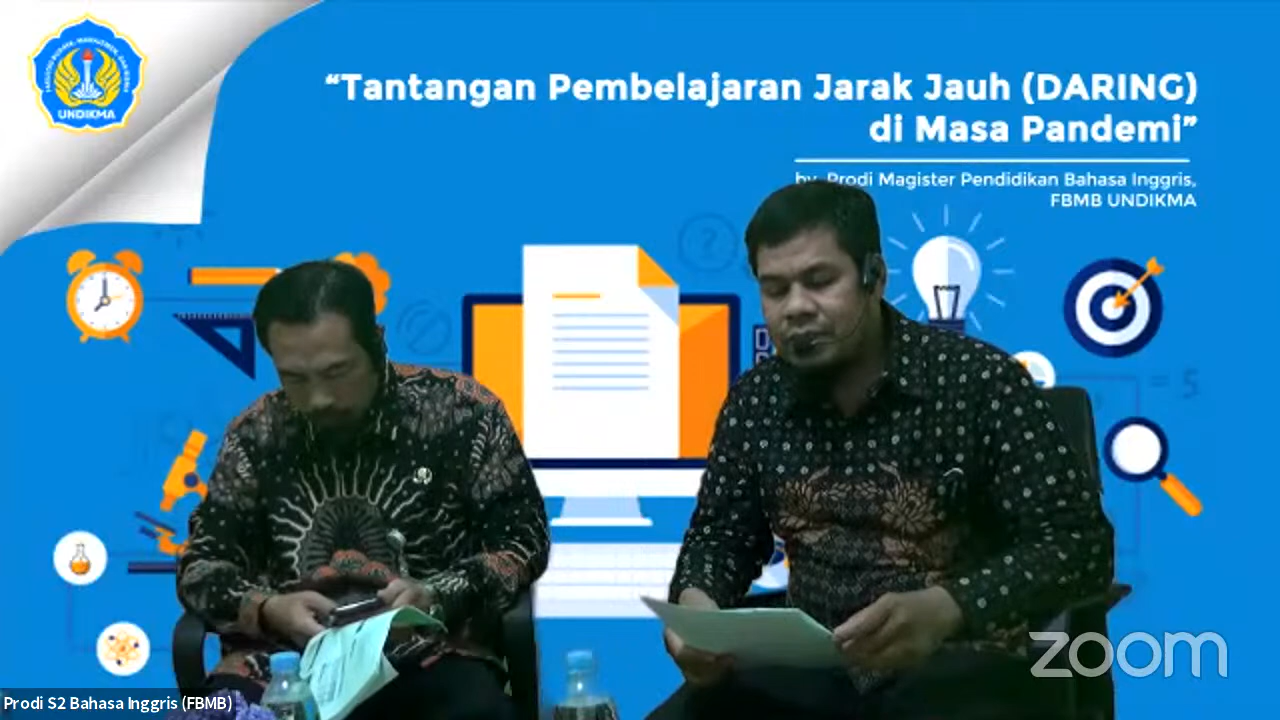 UNDIKMA
“Tantangan Pembelajaran Jarak Jauh (DARING)
di Masa Pandemi”
by. Prodi Magister Pendidikan Bahasa Inggris,
FBMB UNDIKMA
zoom
Prodi S2 Bahasa Inggris (FBMB)